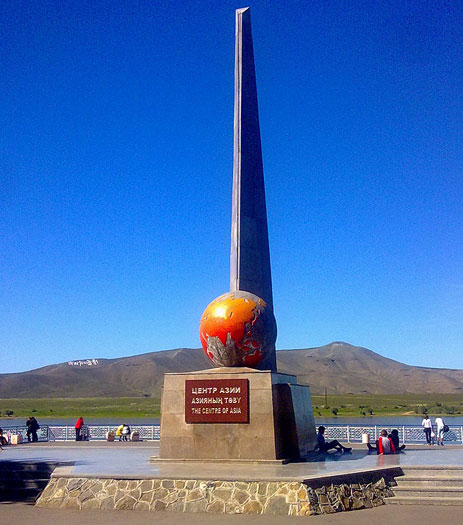 ЦЕНТР АЗИИ
АЗИЯНЫҢ ТӨВҮ
THE CENTRE OF ASIA